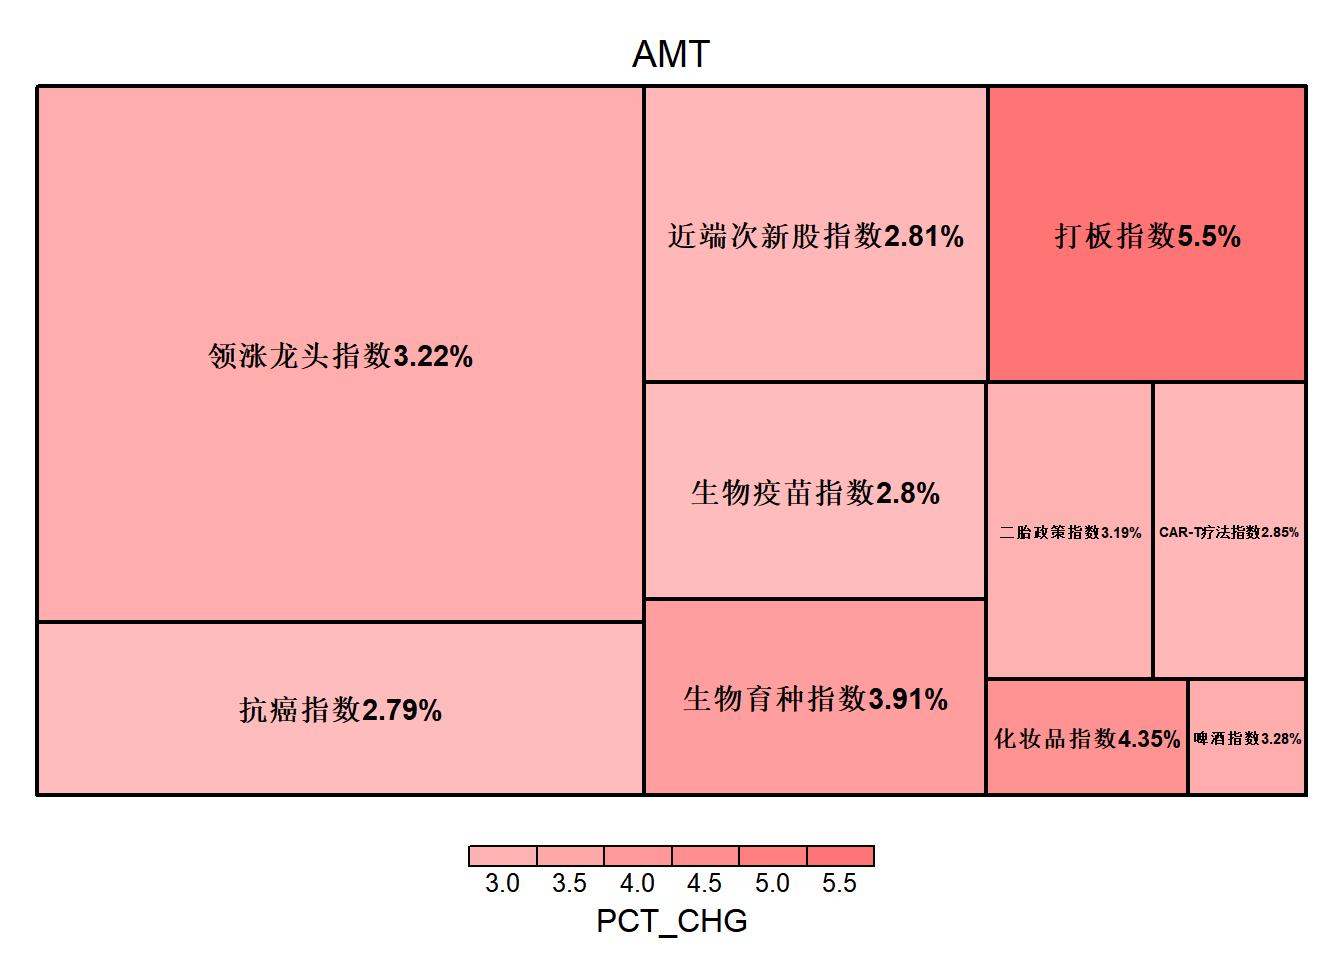 AMT
领涨龙头指数3.22%
近端次新股指数2.81%
打板指数5.5%
生物疫苗指数2.8%
二胎政策指数3.19%
CAR-T疗法指数2.85%
抗癌指数2.79%
生物育种指数3.91%
化妆品指数4.35%
啤酒指数3.28%
3.0 3.5 4.0 4.5 5.0 5.5
PCT_CHG